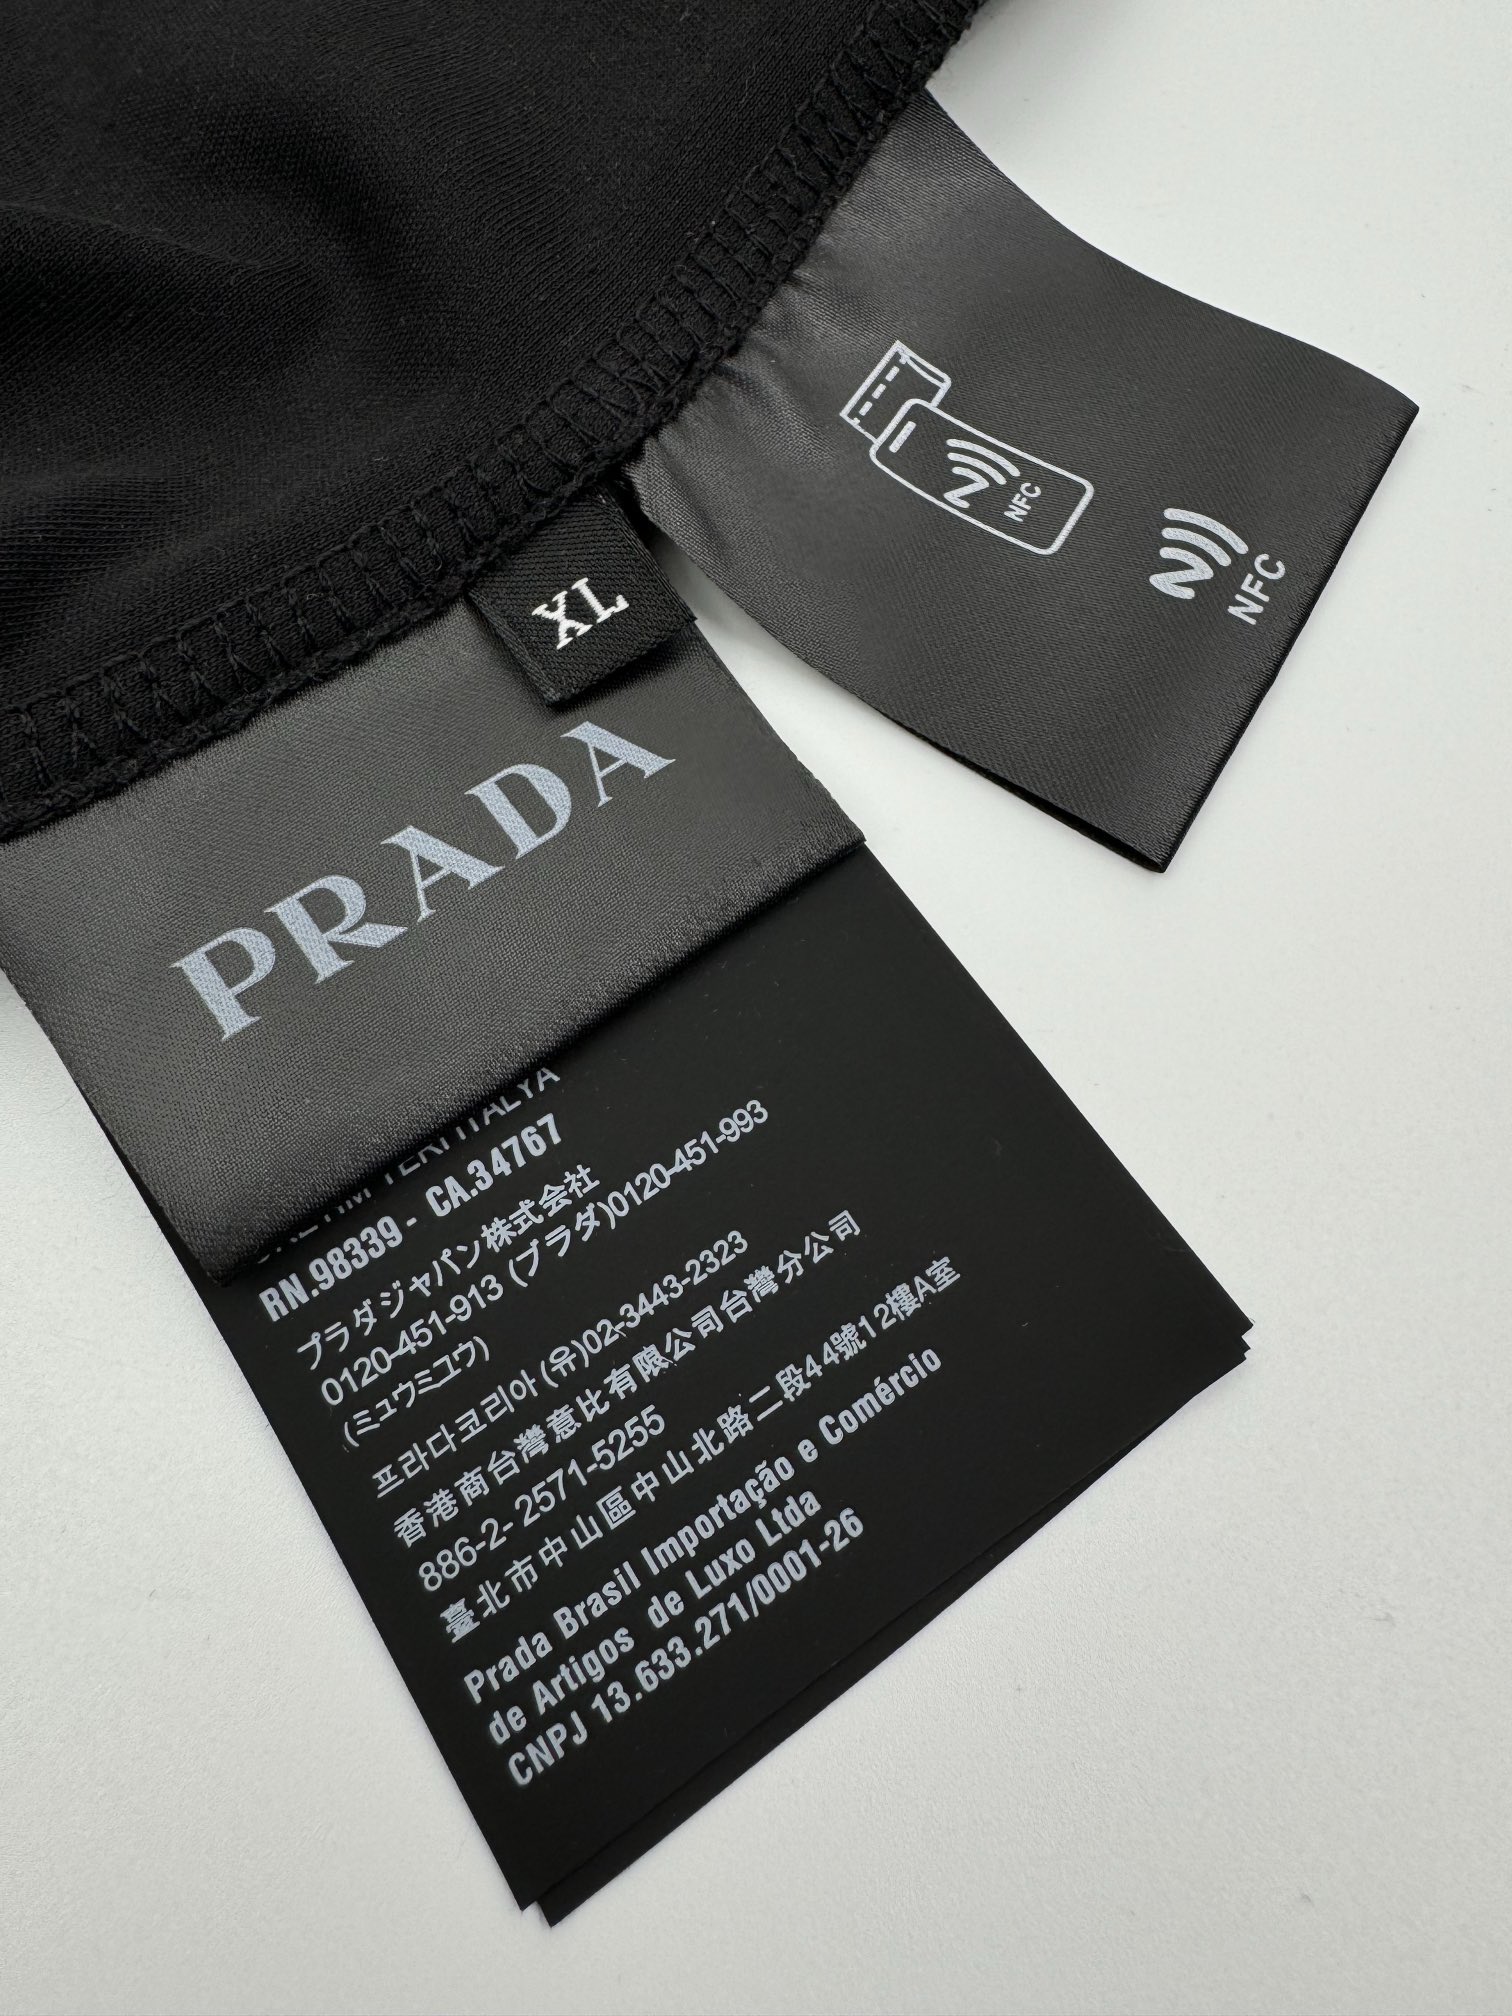 NFC
NFC
XL
PRADA
RN.98339 - CA.34767
プラダジャパン株式会社
0120-451-913 (プラダ)0120-451-993
(ミュウミュウ)
프라다코리아(유)02-3443-2323
香港商台灣意比有限公司台灣分公司
886-2- 2571-5255
臺北市中山區中山北路二段44號12樓A室
Prada Brasil Importação e Comércio
de Artigos de Luxo Ltda
CNPJ 13.633.271/0001-26